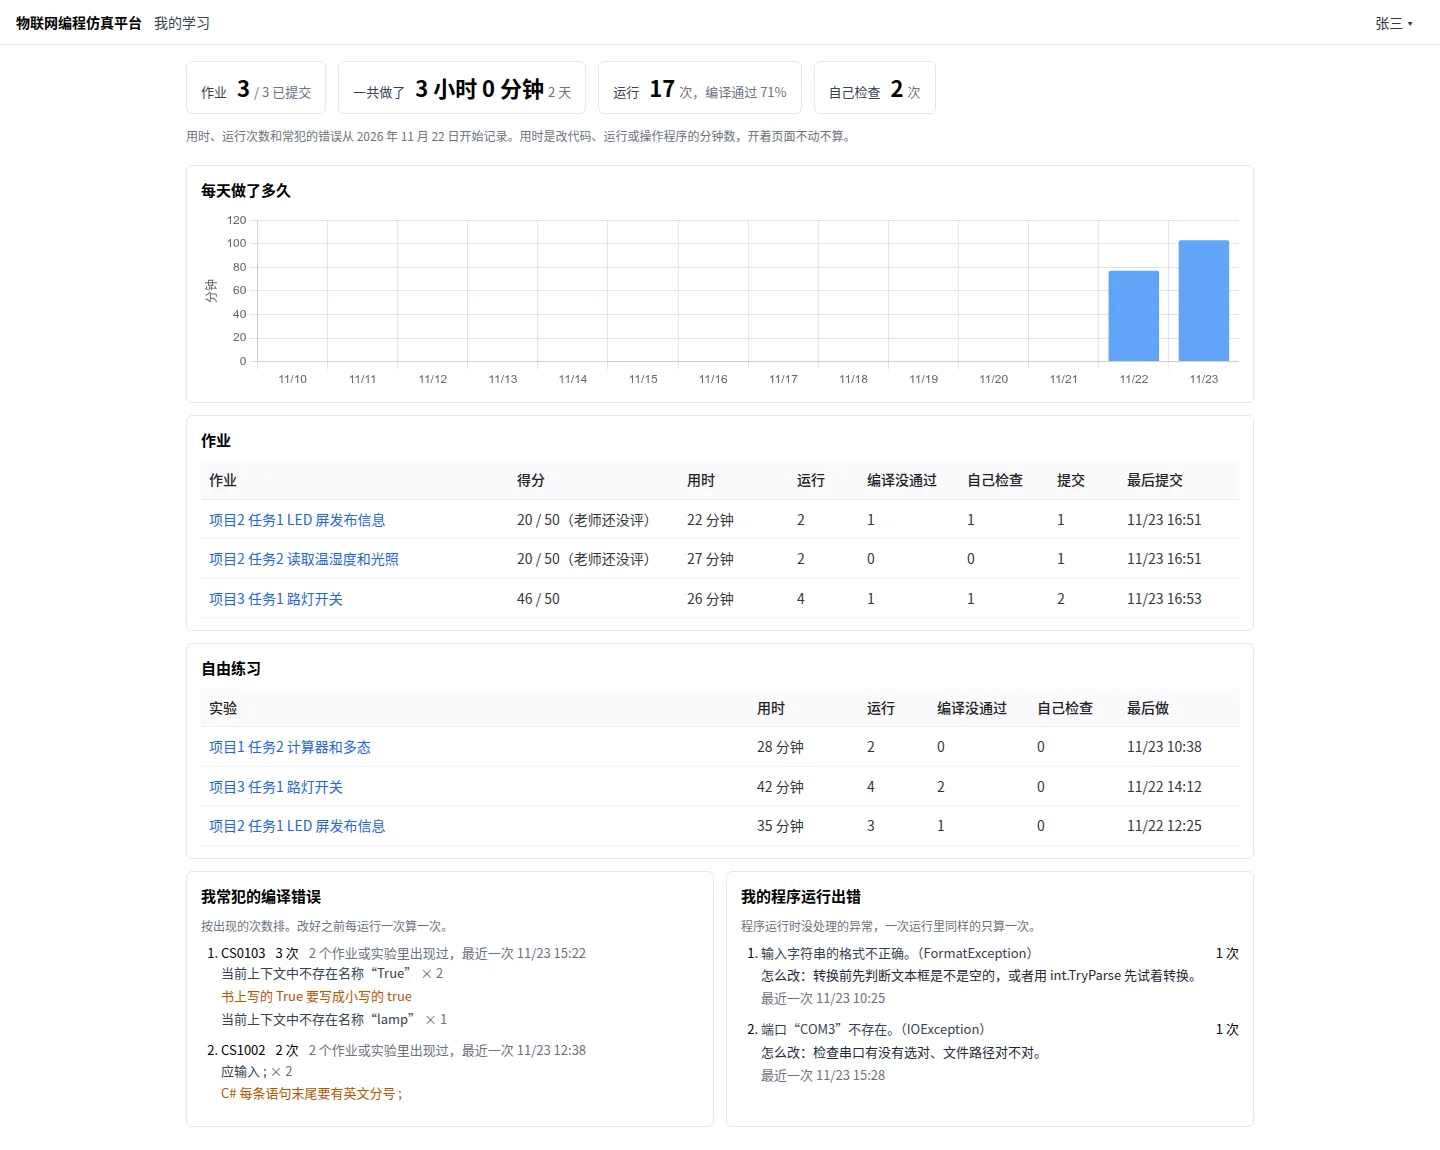 物联网编程仿真平台 我的学习 张三 ▾
作业 3 / 3 已提交
一共做了 3 小时 0 分钟 2 天
运行 17 次，编译通过 71%
自己检查 2 次
用时、运行次数和常犯的错误从 2026 年 11 月 22 日开始记录。用时是改代码、运行或操作程序的分钟数，开着页面不动不算。
每天做了多久
分钟
120
100
80
60
40
20
0
11/10 11/11 11/12 11/13 11/14 11/15 11/16 11/17 11/18 11/19 11/20 11/21 11/22 11/23
作业
作业 得分 用时 运行 编译没通过 自己检查 提交 最后提交
项目2 任务1 LED 屏发布信息 20 / 50（老师还没评） 22 分钟 2 1 1 1 11/23 16:51
项目2 任务2 读取温湿度和光照 20 / 50（老师还没评） 27 分钟 2 0 0 1 11/23 16:51
项目3 任务1 路灯开关 46 / 50 26 分钟 4 1 1 2 11/23 16:53
自由练习
实验 用时 运行 编译没通过 自己检查 最后做
项目1 任务2 计算器和多态 28 分钟 2 0 0 11/23 10:38
项目3 任务1 路灯开关 42 分钟 4 2 0 11/22 14:12
项目2 任务1 LED 屏发布信息 35 分钟 3 1 0 11/22 12:25
我常犯的编译错误
按出现的次数排。改好之前每运行一次算一次。
1. CS0103 3 次 2 个作业或实验里出现过，最近一次 11/23 15:22
当前上下文中不存在名称“True” × 2
书上写的 True 要写成小写的 true
当前上下文中不存在名称“lamp” × 1
2. CS1002 2 次 2 个作业或实验里出现过，最近一次 11/23 12:38
应输入 ; × 2
C# 每条语句末尾要有英文分号 ;
我的程序运行出错
程序运行时没处理的异常，一次运行里同样的只算一次。
1. 输入字符串的格式不正确。（FormatException） 1 次
怎么改：转换前先判断文本框是不是空的，或者用 int.TryParse 先试着转换。
最近一次 11/23 10:25
2. 端口“COM3”不存在。（IOException） 1 次
怎么改：检查串口有没有选对、文件路径对不对。
最近一次 11/23 15:28